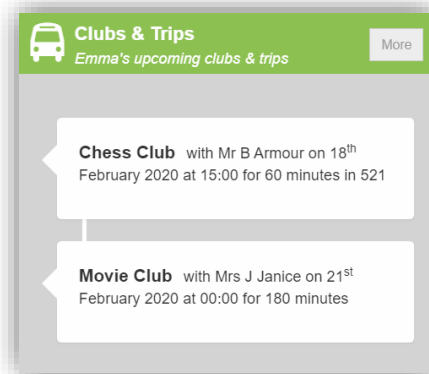 Clubs & Trips
Emma's upcoming clubs & trips
More
Chess Club with Mr B Armour on 18th
February 2020 at 15:00 for 60 minutes in 521
Movie Club with Mrs J Janice on 21st
February 2020 at 00:00 for 180 minutes